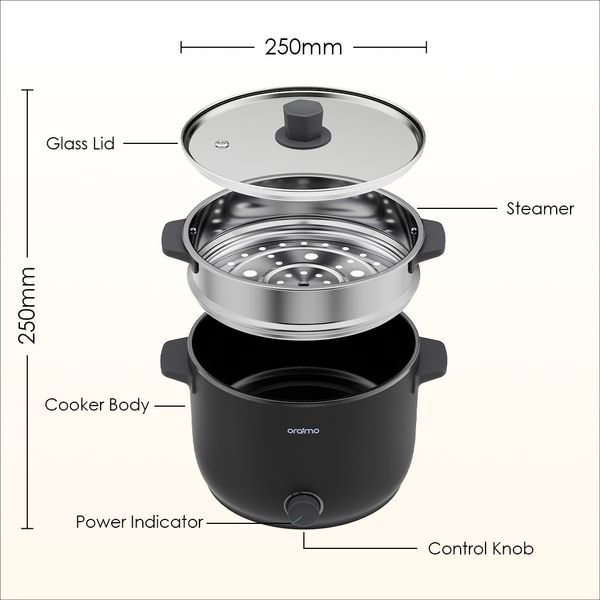 250mm
Glass Lid
Steamer
250mm
Cooker Body
oraimo
Power Indicator
Control Knob